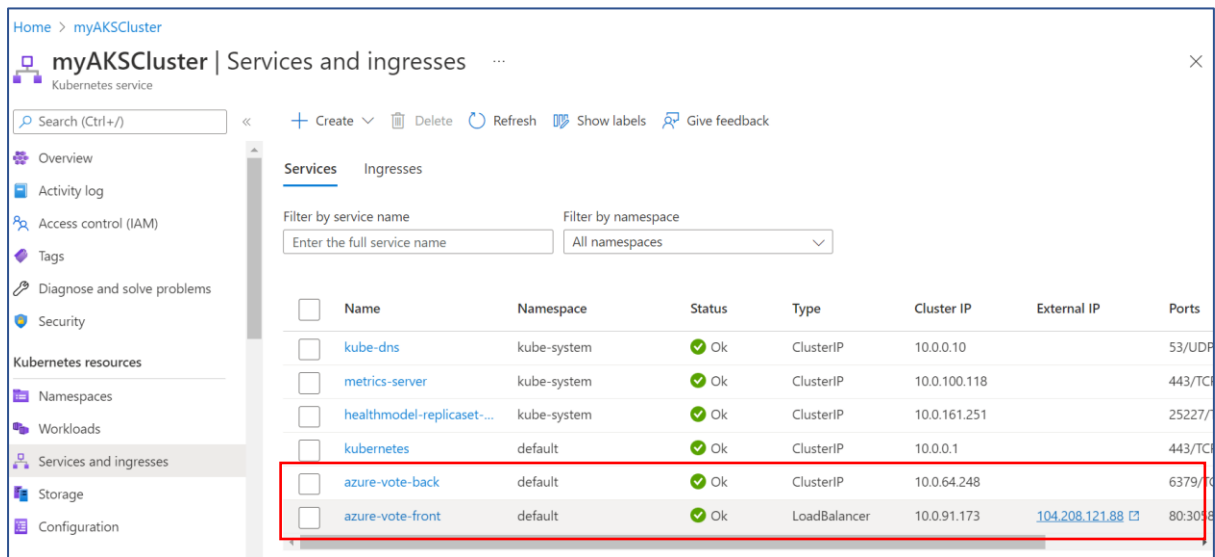 Home > myAKSCluster
myAKSCluster | Services and ingresses ...
Kubernetes service
Search (Ctrl+/)
«
Create
Delete
Refresh
Show labels
Give feedback
Overview
Activity log
Access control (IAM)
Tags
Diagnose and solve problems
Security
Kubernetes resources
Namespaces
Workloads
Services and ingresses
Storage
Configuration
Services Ingresses
Filter by service name Filter by namespace
Enter the full service name All namespaces
Name Namespace Status Type Cluster IP External IP Ports
kube-dns kube-system Ok ClusterIP 10.0.0.10 53/UDP
metrics-server kube-system Ok ClusterIP 10.0.100.118 443/TCP
healthmodel-replicaset-... kube-system Ok ClusterIP 10.0.161.251 25227/T
kubernetes default Ok ClusterIP 10.0.0.1 443/TCP
azure-vote-back default Ok ClusterIP 10.0.64.248 6379/TC
azure-vote-front default Ok LoadBalancer 10.0.91.173 104.208.121.88 80:3058